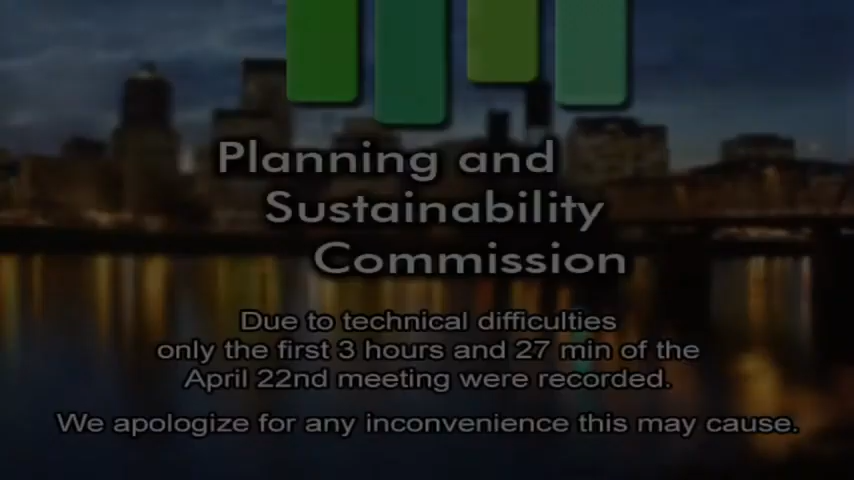 Planning and
Sustainability
Commission
Due to technical difficulties
only the first 3 hours and 27 min of the
April 22nd meeting were recorded.
We apologize for any inconvenience this may cause.